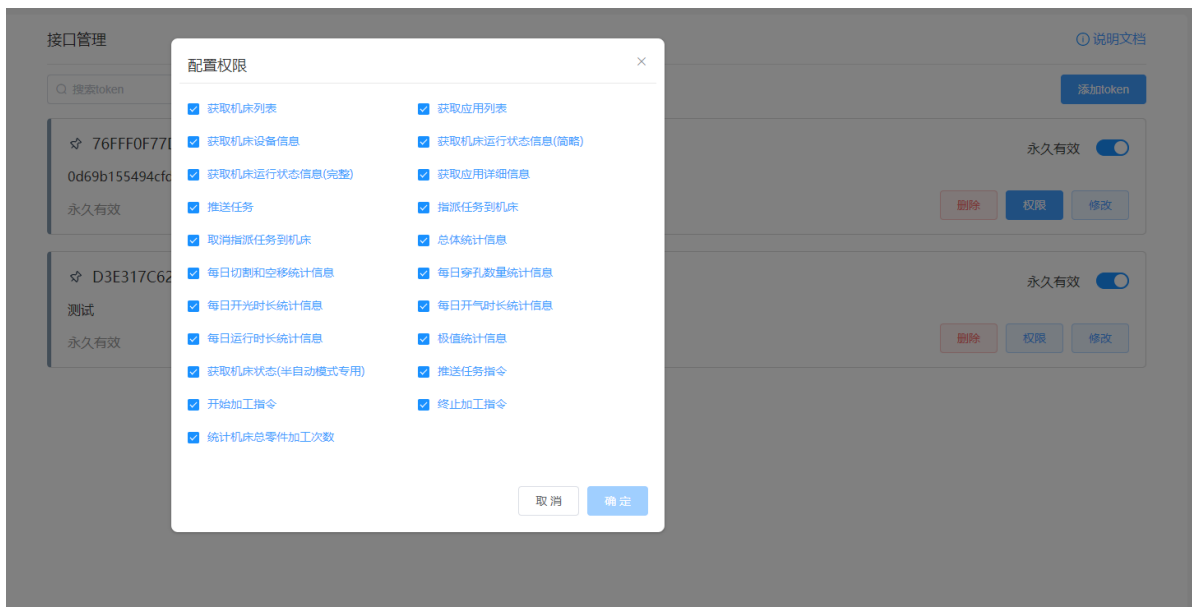 接口管理
说明文档
搜索token
添加token
配置权限
获取机床列表
获取应用列表
获取机床设备信息
获取机床运行状态信息(简略)
获取机床运行状态信息(完整)
获取应用详细信息
推送任务
指派任务到机床
取消指派任务到机床
总体统计信息
每日切割和空移统计信息
每日穿孔数量统计信息
每日开光时长统计信息
每日开气时长统计信息
每日运行时长统计信息
极值统计信息
获取机床状态(半自动模式专用)
推送任务指令
开始加工指令
终止加工指令
统计机床总零件加工次数
取消
确定
76FFF0F77
永久有效
0d69b155494cfd
永久有效
删除
权限
修改
D3E317C62
永久有效
测试
永久有效
删除
权限
修改